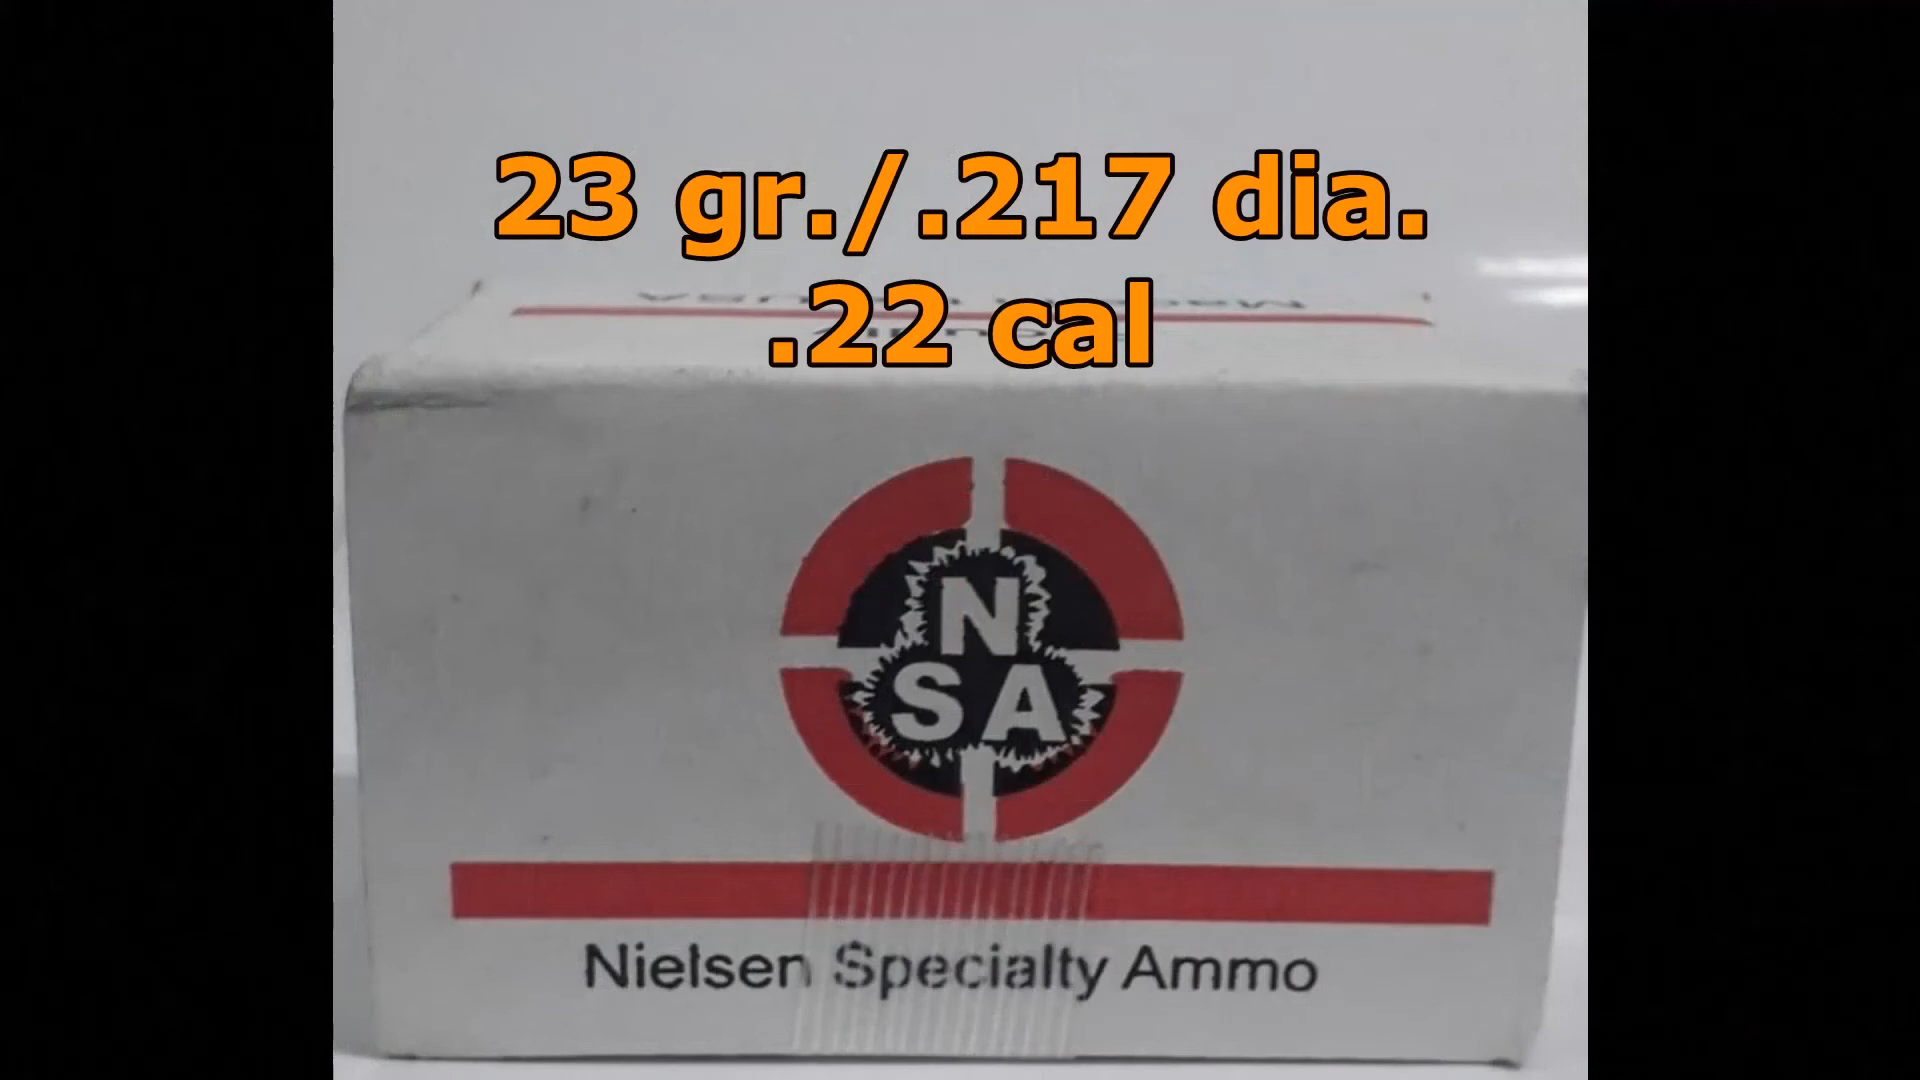 23 gr./.217 dia.
.22 cal
N
SA
Nielsen Specialty Ammo